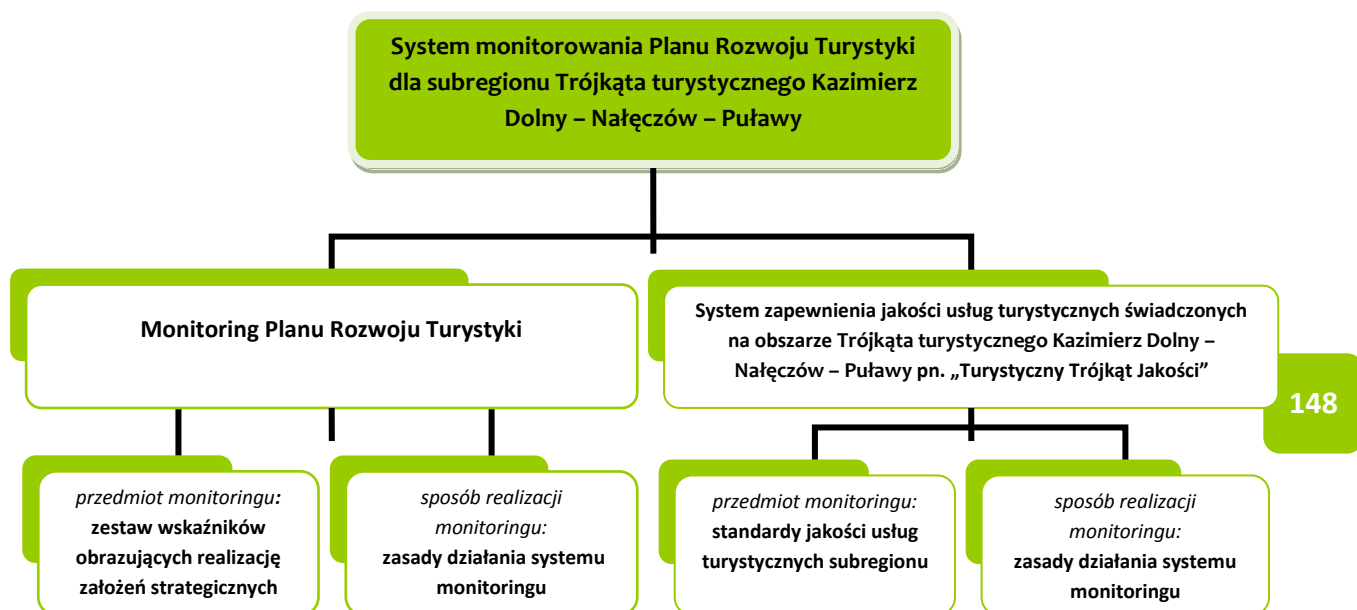 System monitorowania Planu Rozwoju Turystyki
dla subregionu Trójkąta turystycznego Kazimierz
Dolny – Nałęczów – Puławy
Monitoring Planu Rozwoju Turystyki
System zapewnienia jakości usług turystycznych świadczonych
na obszarze Trójkąta turystycznego Kazimierz Dolny –
Nałęczów – Puławy pn. „Turystyczny Trójkąt Jakości”
148
przedmiot monitoringu:
zestaw wskaźników
obrazujących realizację
założeń strategicznych
sposób realizacji
monitoringu:
zasady działania systemu
monitoringu
przedmiot monitoringu:
standardy jakości usług
turystycznych subregionu
sposób realizacji
monitoringu:
zasady działania systemu
monitoringu